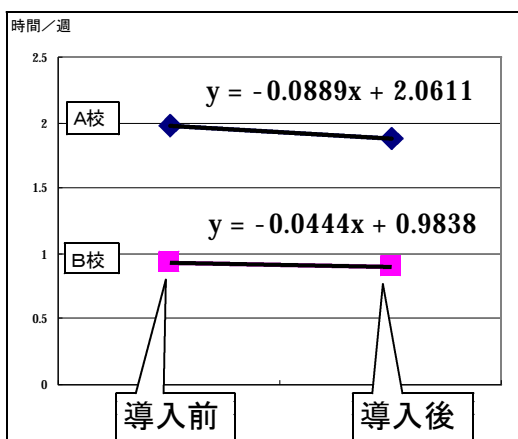 時間／週
2.5
y = -0.0889x + 2.0611
A校
2
1.5
y = -0.0444x + 0.9838
B校
1
0.5
0
導入前
導入後